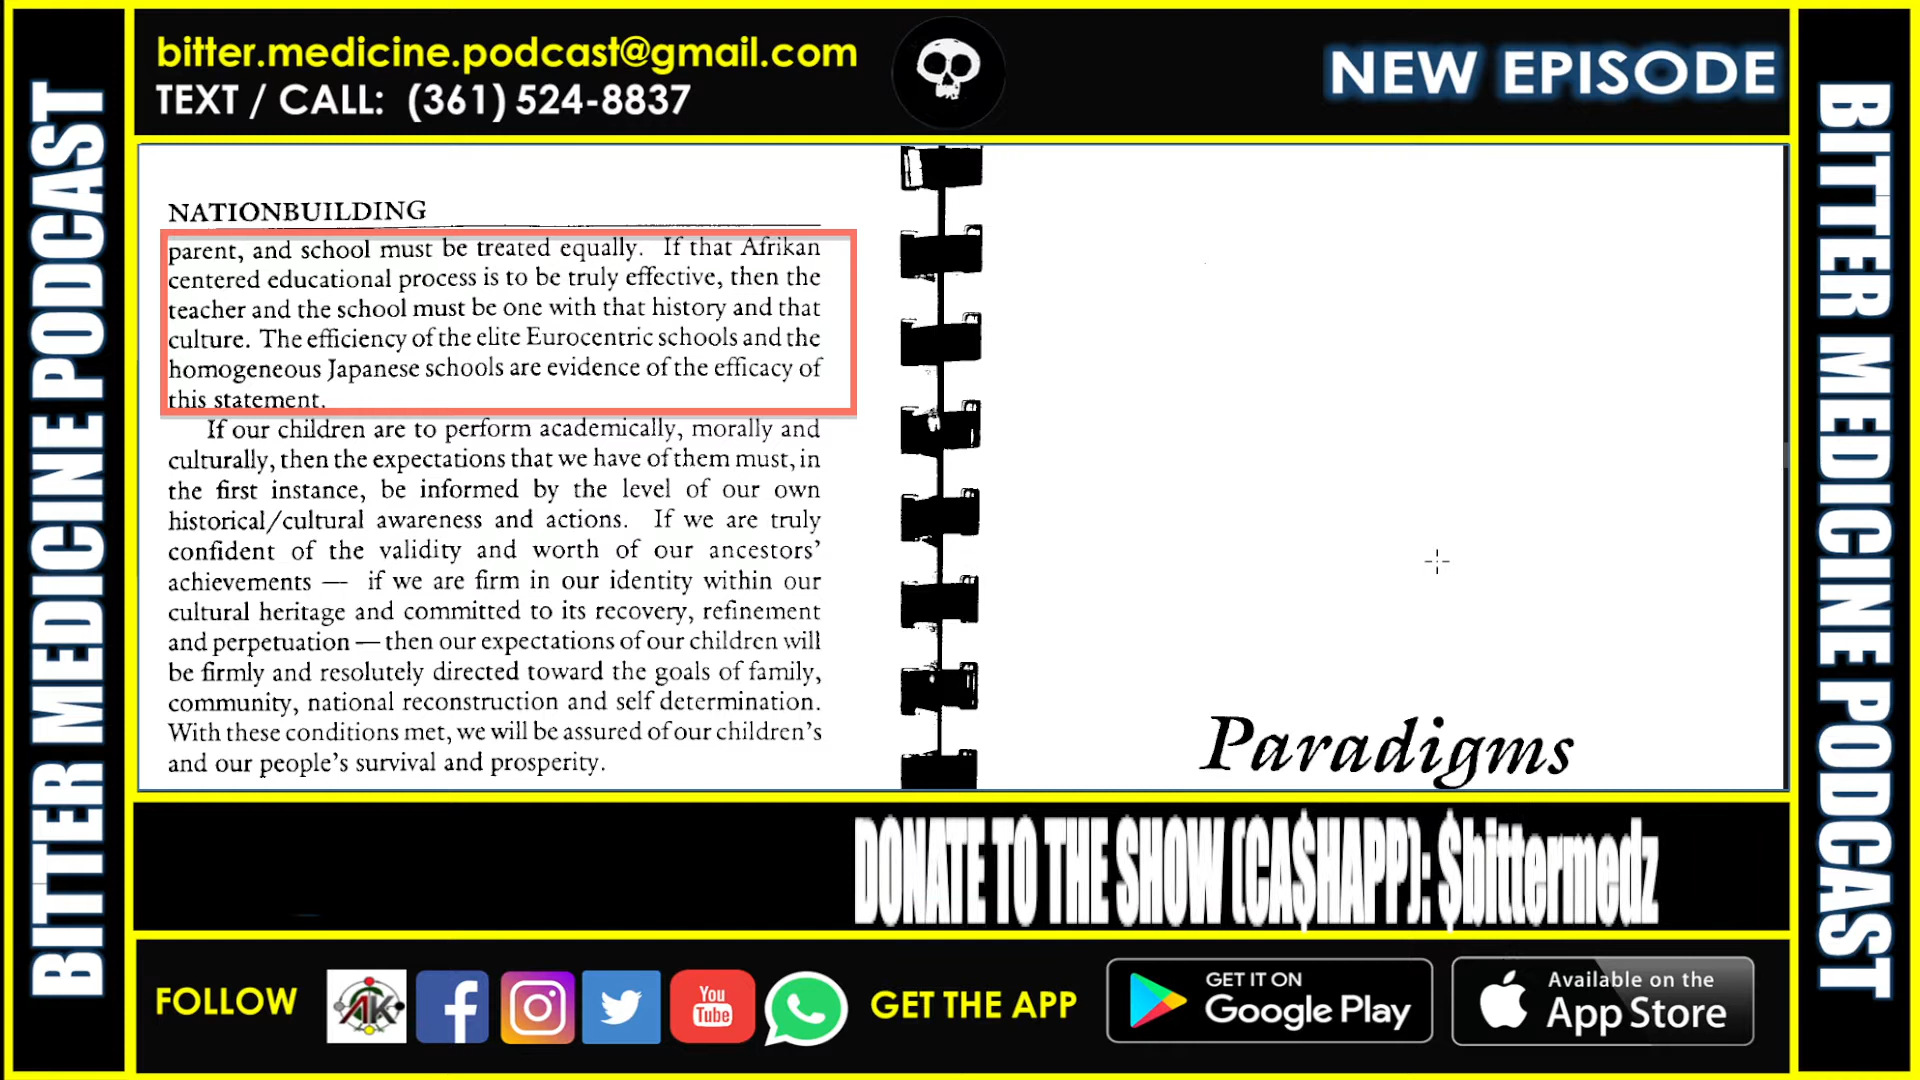 BITTER MEDICINE PODCAST
bitter.medicine.podcast@gmail.com
TEXT / CALL: (361) 524-8837
NEW EPISODE
NATIONBUILDING
parent, and school must be treated equally. If that Afrikan
centered educational process is to be truly effective, then the
teacher and the school must be one with that history and that
culture. The efficiency of the elite Eurocentric schools and the
homogeneous Japanese schools are evidence of the efficacy of
this statement.
If our children are to perform academically, morally and
culturally, then the expectations that we have of them must, in
the first instance, be informed by the level of our own
historical/cultural awareness and actions. If we are truly
confident of the validity and worth of our ancestors'
achievements — if we are firm in our identity within our
cultural heritage and committed to its recovery, refinement
and perpetuation — then our expectations of our children will
be firmly and resolutely directed toward the goals of family,
community, national reconstruction and self determination.
With these conditions met, we will be assured of our children's
and our people's survival and prosperity.
Paradigms
DONATE TO THE SHOW (CA$HAPP): $bittermedz
FOLLOW
AK
You
Tube
GET THE APP
GET IT ON
Google Play
Available on the
App Store
BITTER MEDICINE PODCAST